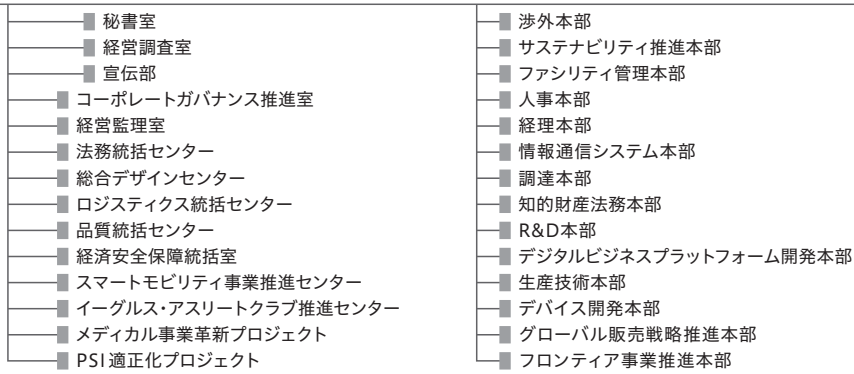 秘書室
経営調査室
宣伝部
コーポレートガバナンス推進室
経営監理室
法務統括センター
総合デザインセンター
ロジスティクス統括センター
品質統括センター
経済安全保障統括室
スマートモビリティ事業推進センター
イーグルス・アスリートクラブ推進センター
メディカル事業革新プロジェクト
PSI適正化プロジェクト
渉外本部
サステナビリティ推進本部
ファシリティ管理本部
人事本部
経理本部
情報通信システム本部
調達本部
知的財産法務本部
R&D本部
デジタルビジネスプラットフォーム開発本部
生産技術本部
デバイス開発本部
グローバル販売戦略推進本部
フロンティア事業推進本部